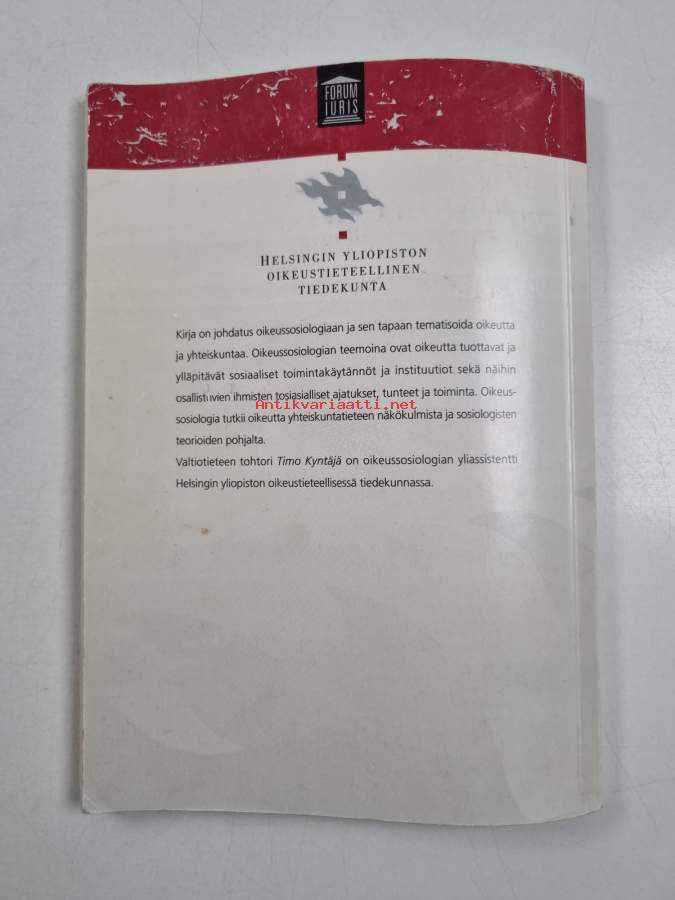 FORUM
IURIS
HELSINGIN YLIOPISTON
OIKEUSTIETEELLINEN
TIEDEKUNTA
Kirja on johdatus oikeussosiologiaan ja sen tapaan tematisoida oikeutta
ja yhteiskuntaa. Oikeussosiologian teemoina ovat oikeutta tuottavat ja
ylläpitävät sosiaaliset toimintakäytännöt ja instituutiot sekä näihin
osallistuvien ihmisten tosiasialliset ajatukset, tunteet ja toiminta. Oikeus-
Antikvariaatti.net
sosiologia tutkii oikeutta yhteiskuntatieteen näkökulmista ja sosiologisten
teorioiden pohjalta.
Valtiotieteen tohtori Timo Kyntäjä on oikeussosiologian yliassistentti
Helsingin yliopiston oikeustieteellisessä tiedekunnassa.